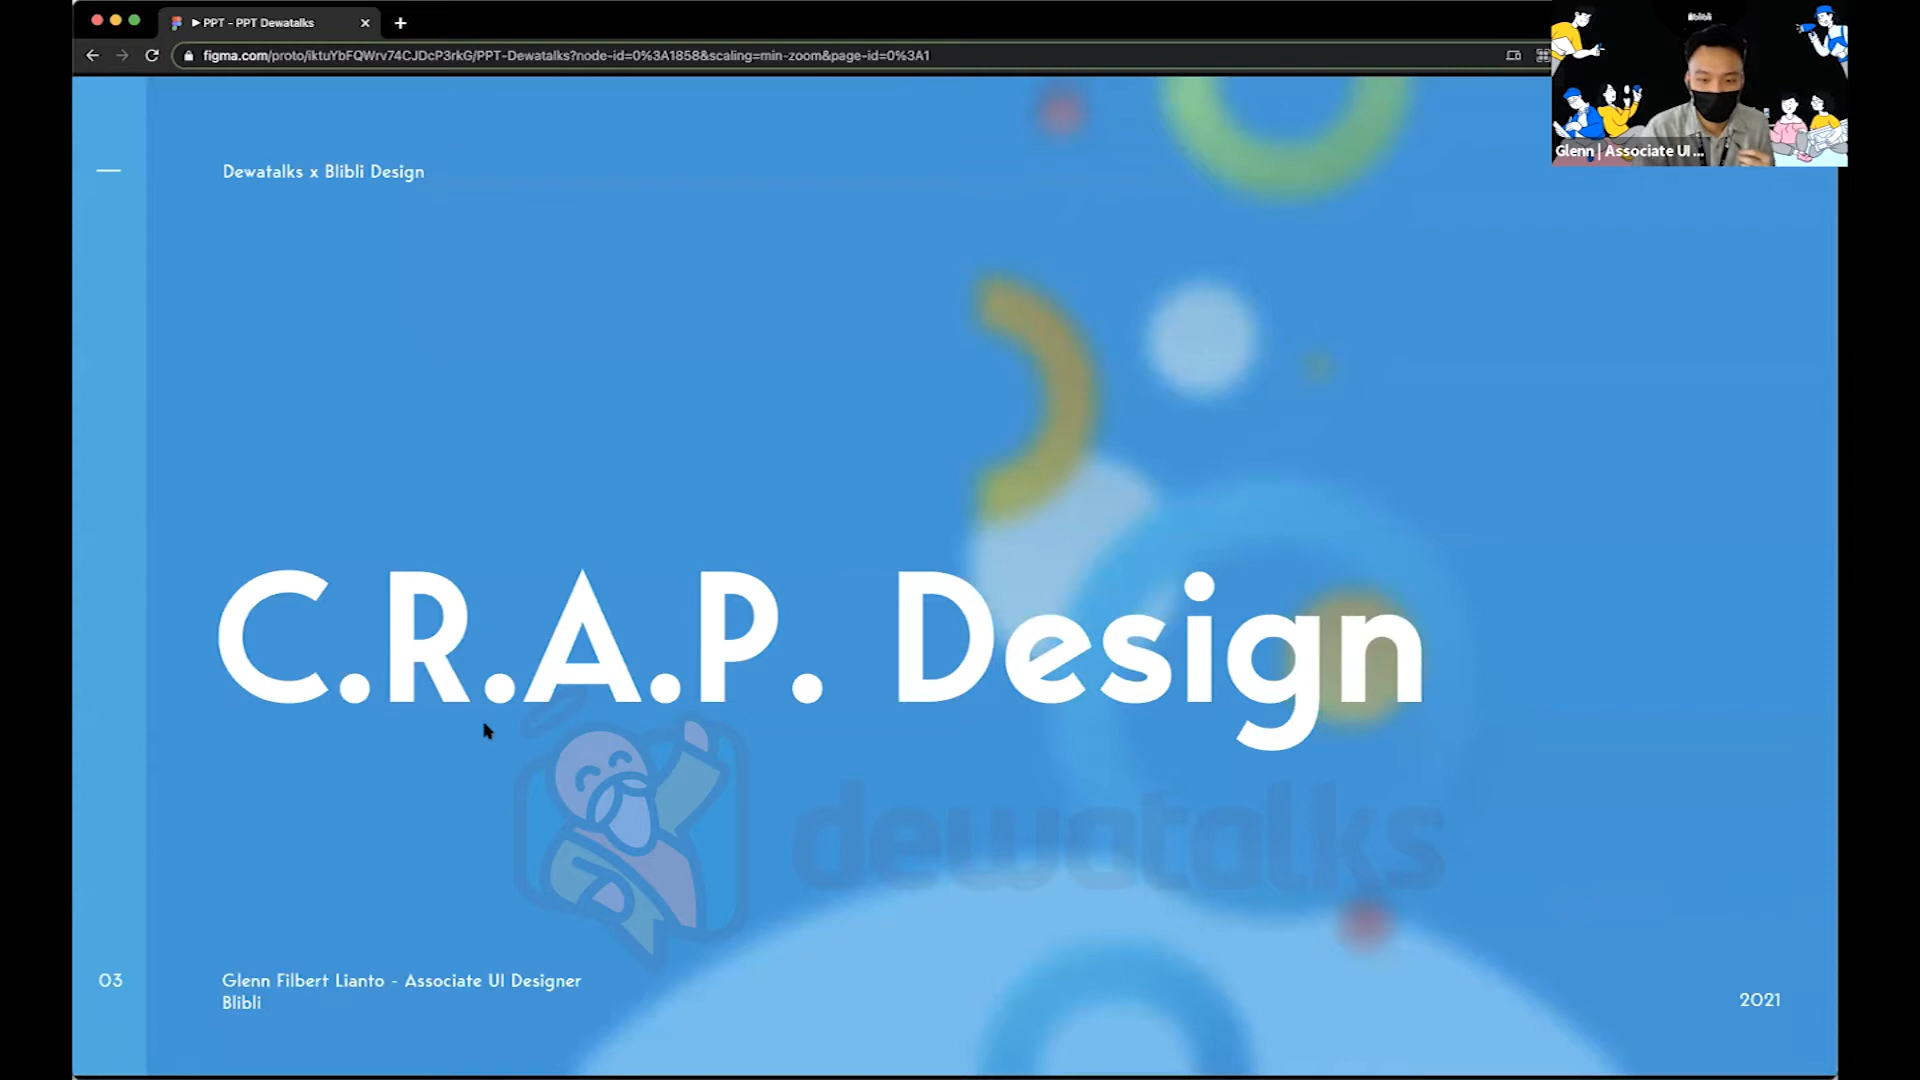 PPT - PPT Dewatalks
figma.com/proto/iktuYbFQWrv74CJDcP3rkG/PPT-Dewatalks?node-id=0%3A1858&scaling=min-zoom&page-id=0%3A1
Blibli
Glenn | Associate UI ...
Dewatalks x Blibli Design
C.R.A.P. Design
dewatalks
03
Glenn Filbert Lianto - Associate UI Designer
Blibli
2021